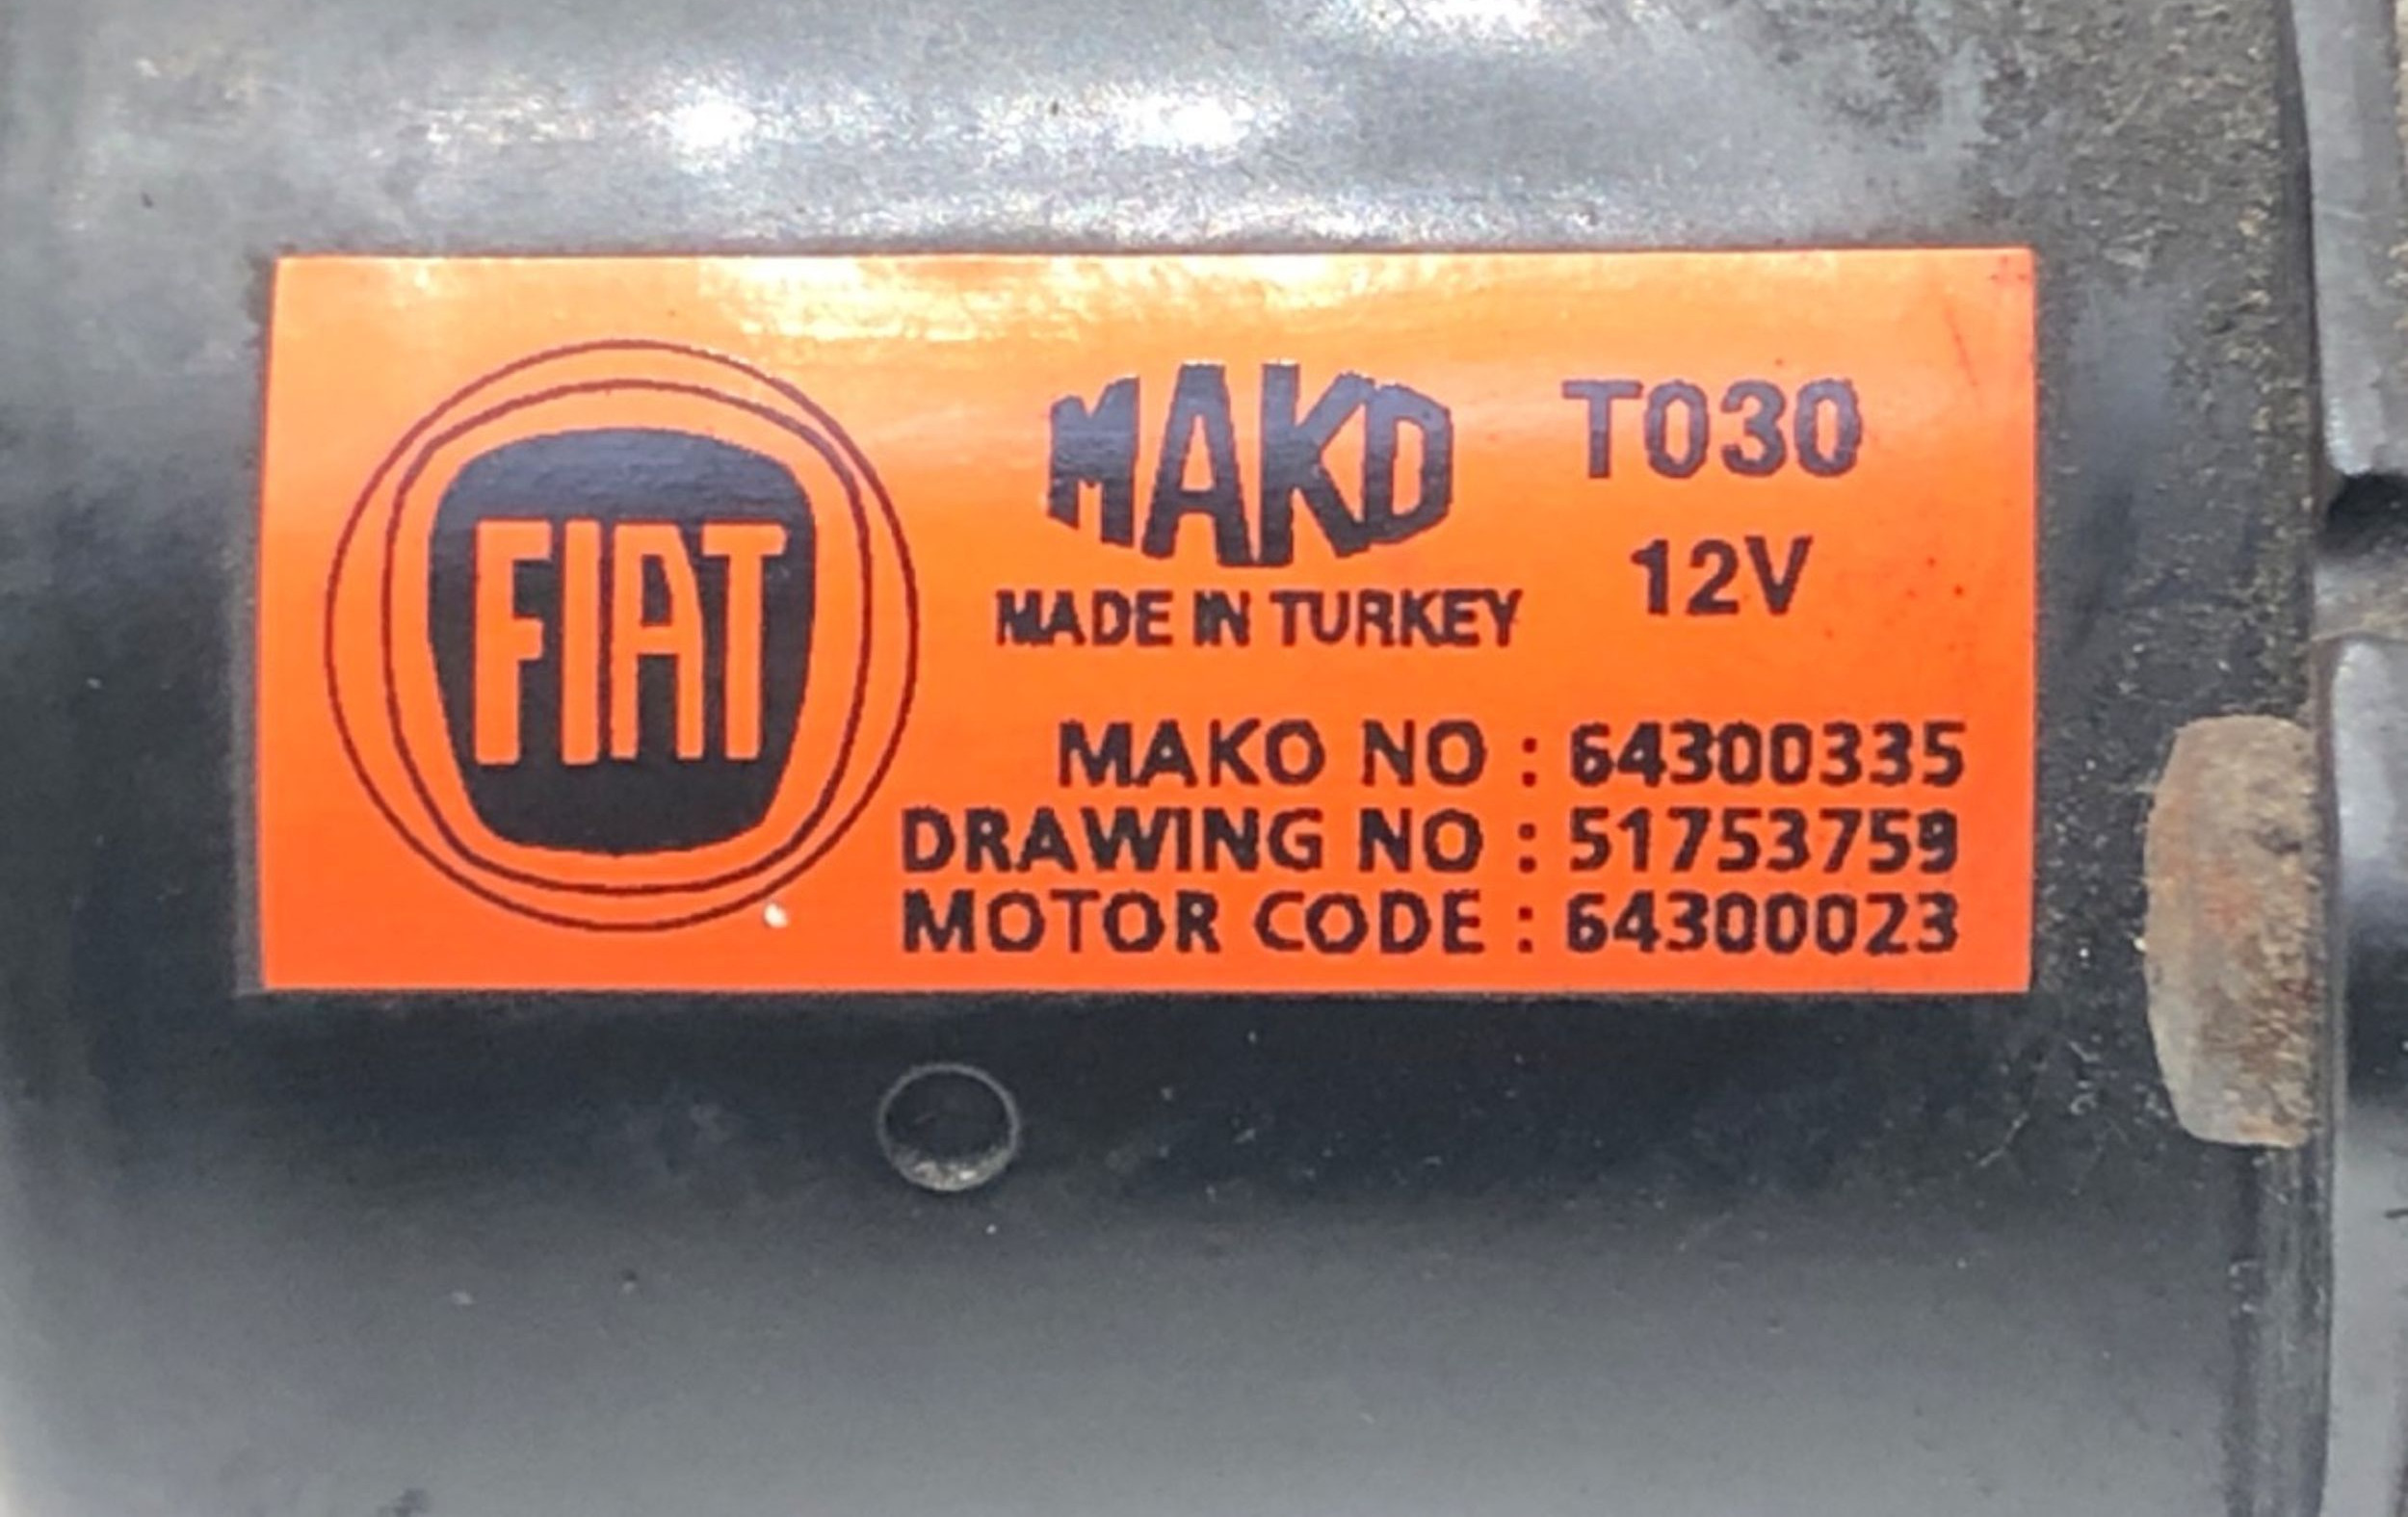 FIAT
MAKO T030
MADE IN TURKEY 12V
MAKO NO : 64300335
DRAWING NO : 51753759
MOTOR CODE : 64300023